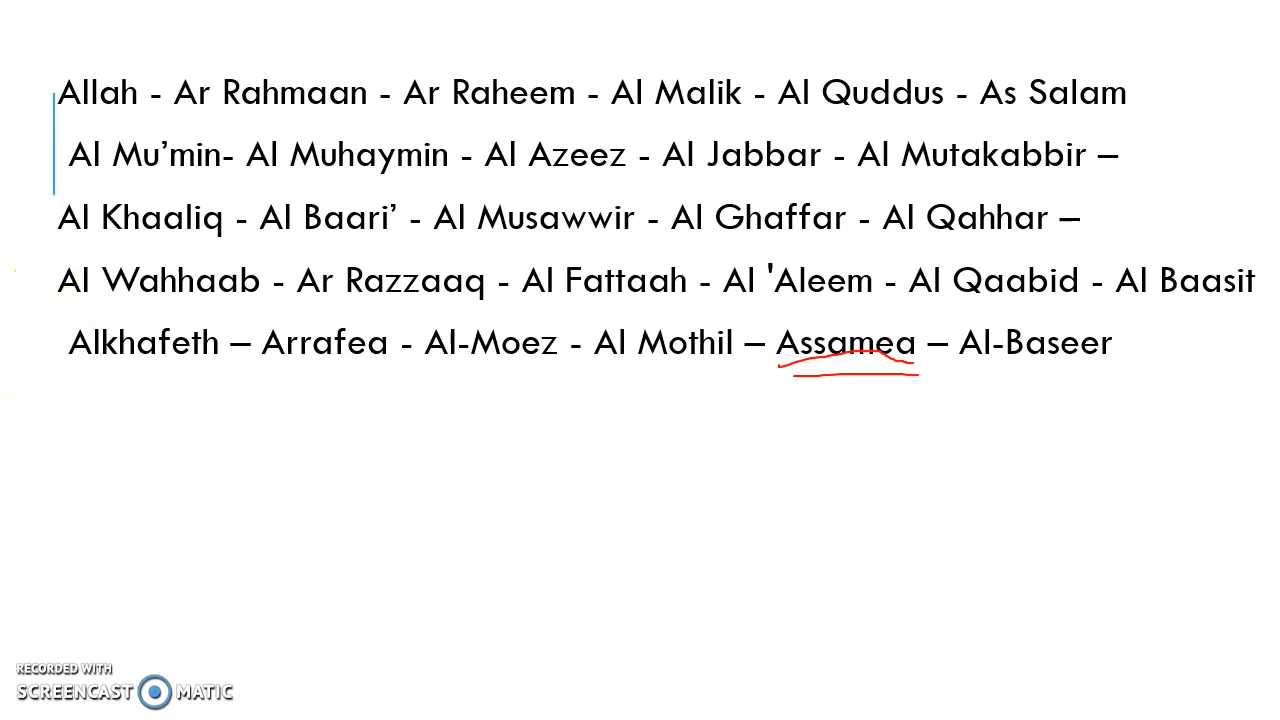 Allah - Ar Rahmaan - Ar Raheem - Al Malik - Al Quddus - As Salam
Al Mu’min- Al Muhaymin - Al Azeez - Al Jabbar - Al Mutakabbir –
Al Khaaliq - Al Baari’ - Al Musawwir - Al Ghaffar - Al Qahhar –
Al Wahhaab - Ar Razzaaq - Al Fattaah - Al 'Aleem - Al Qaabid - Al Baasit
Alkhafeth – Arrafea - Al-Moez - Al Mothil – Assamea – Al-Baseer
RECORDED WITH
SCREENCAST MATIC